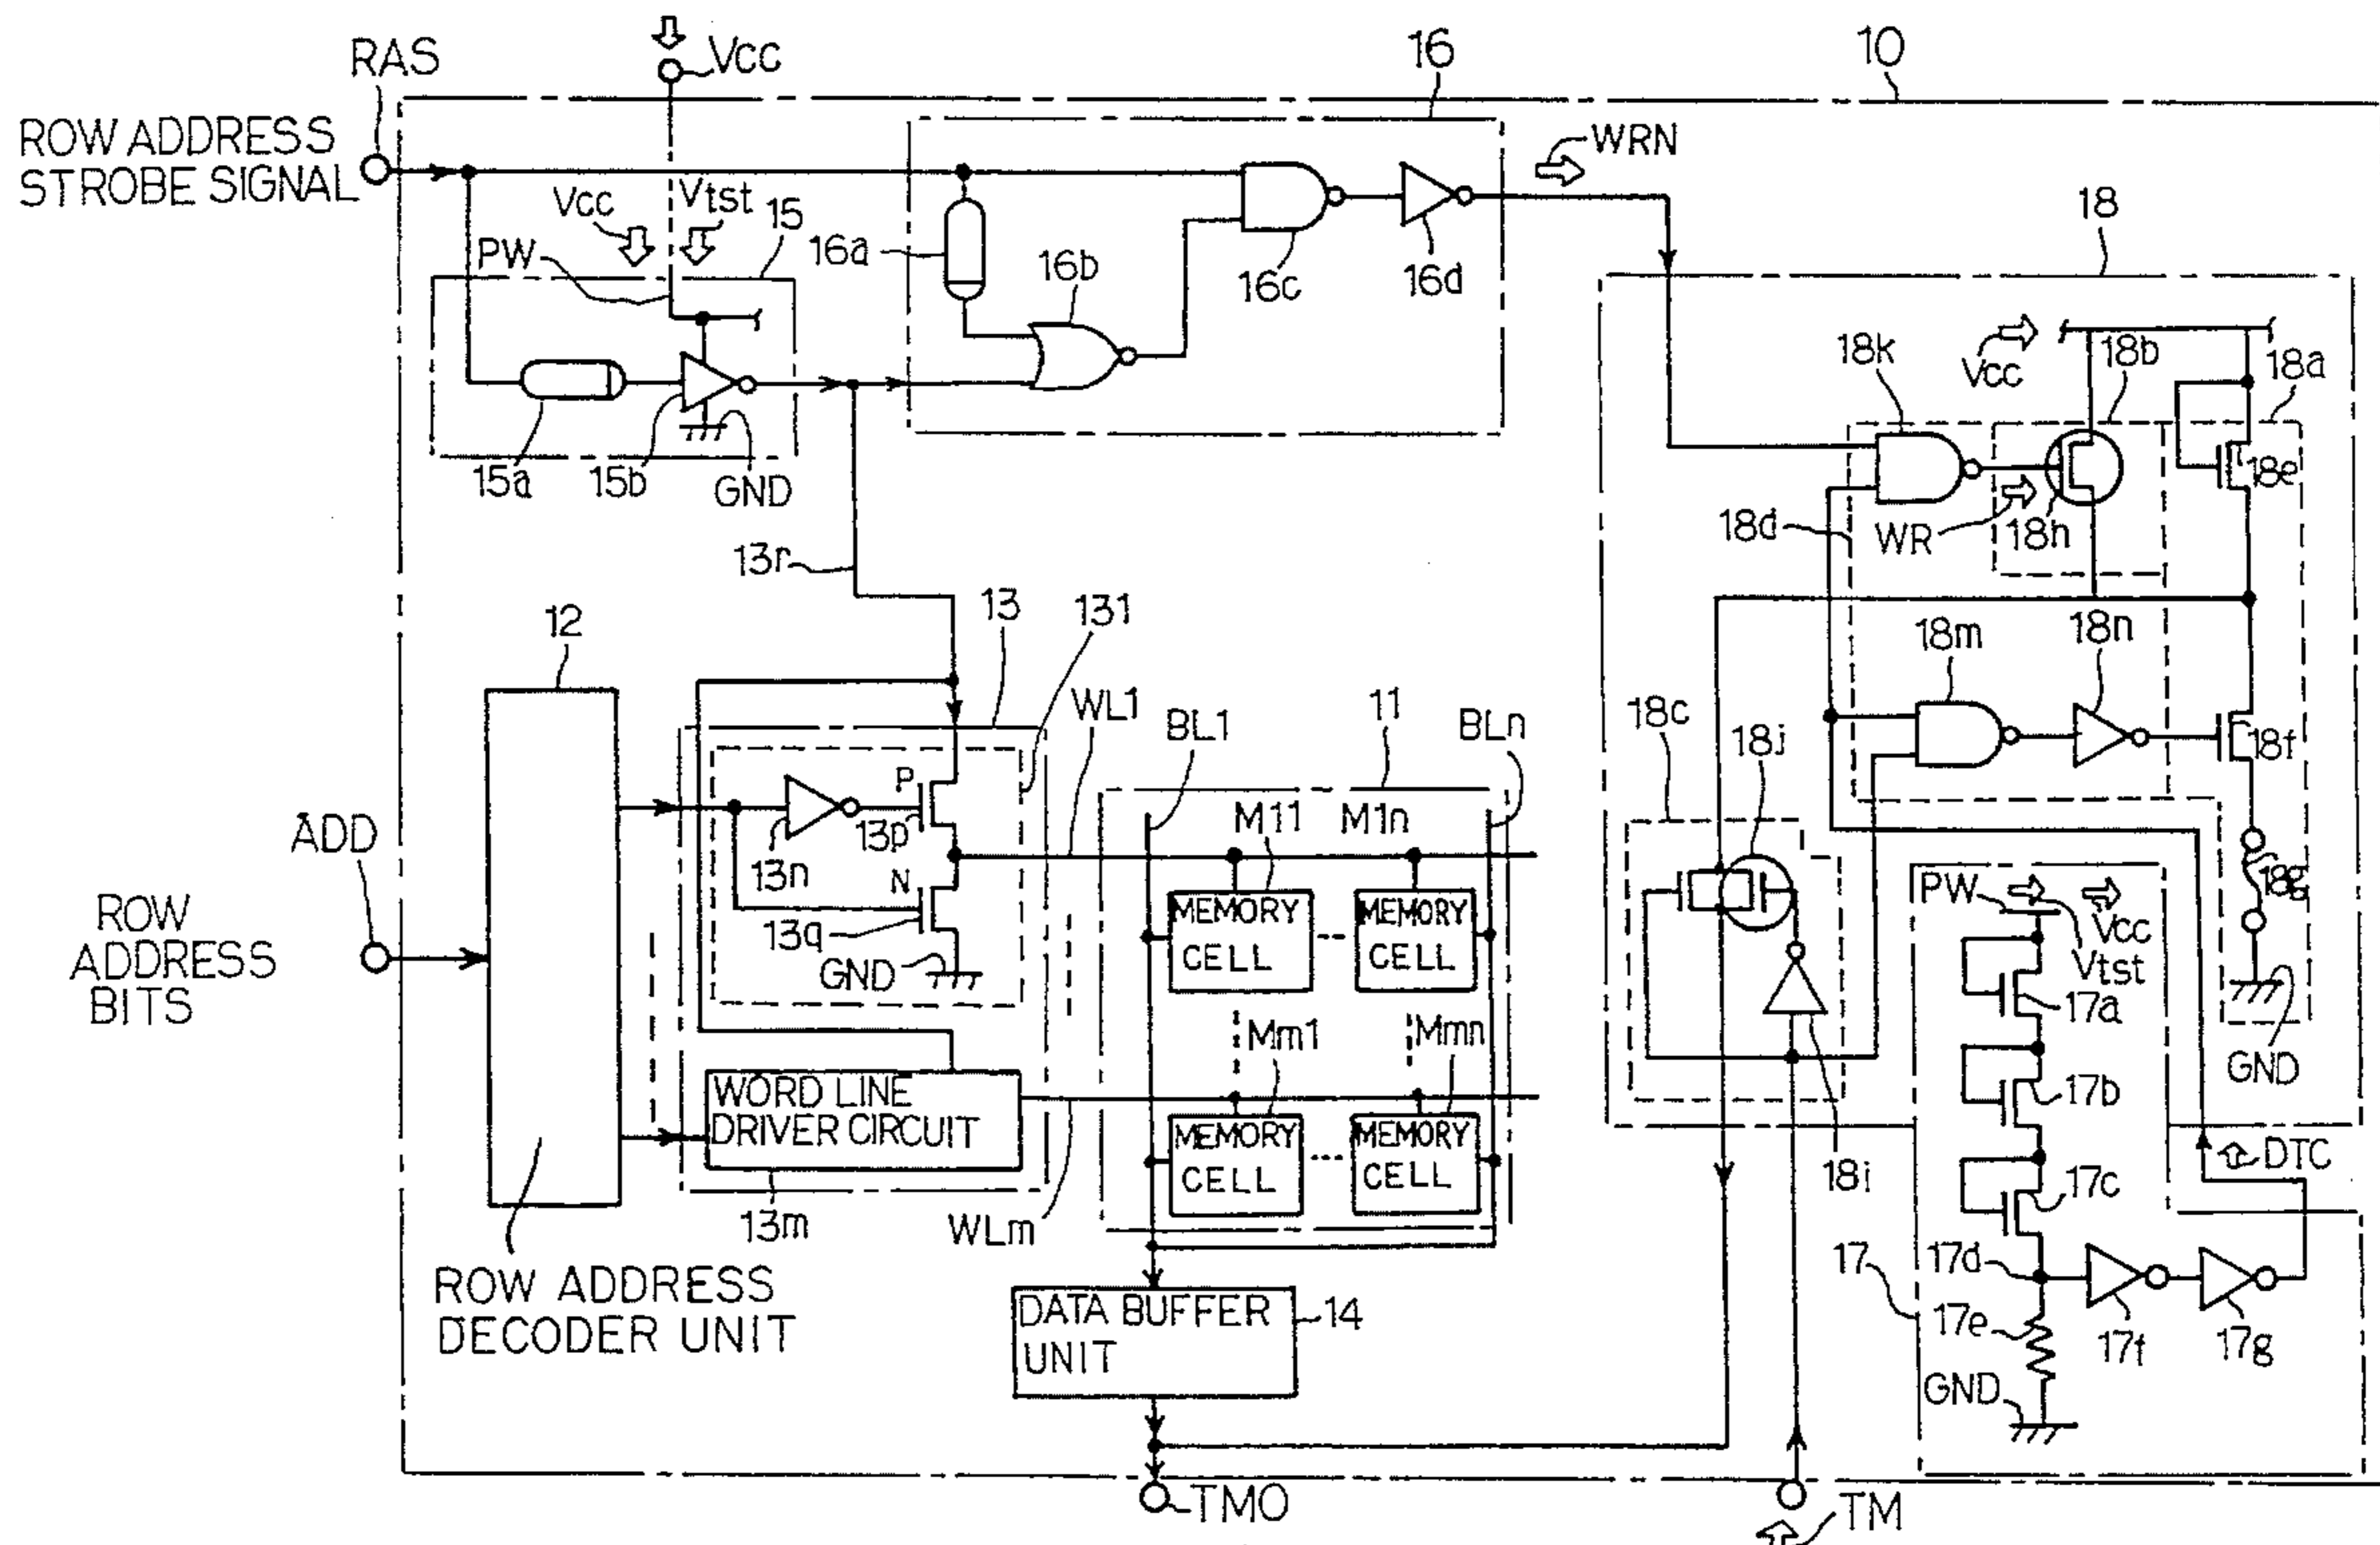 RAS
Vcc
16
10
ROW ADDRESS
STROBE SIGNAL
WRN
Vcc
Vtst
15
PW
16a
16b
16c
16d
18
18k
Vcc
18b
18a
15a
15b
GND
18e
18d
WR
18h
13r
12
13
131
WL1
BL1
11
BLn
18m
18n
18c
18j
18f
P
13p
13n
N
13q
GND
M11
M1n
MEMORY
CELL
MEMORY
CELL
ADD
ROW
ADDRESS
BITS
18g
PW
Vcc
Vtst
17a
GND
Mm1
Mmn
17b
WORD LINE
DRIVER CIRCUIT
MEMORY
CELL
MEMORY
CELL
18i
DTC
13m
WLm
17c
17
17d
ROW ADDRESS
DECODER UNIT
DATA BUFFER
UNIT
14
17e
17f
17g
GND
TMO
TM